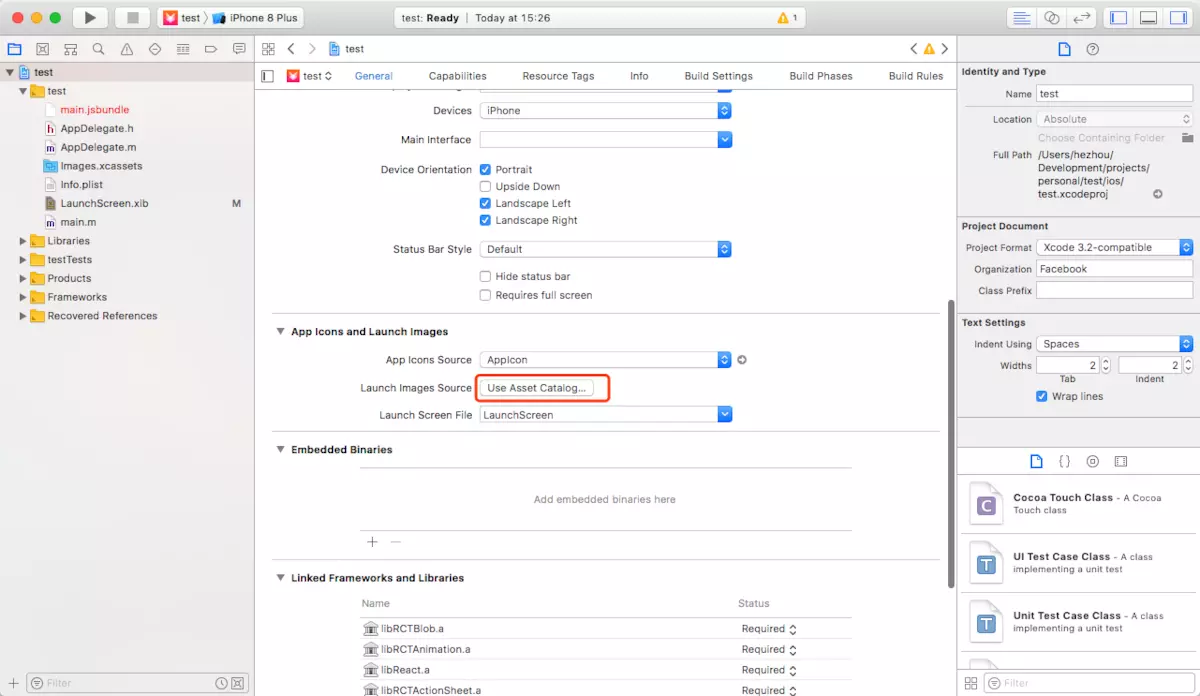 test
iPhone 8 Plus
test: Ready
Today at 15:26
1
test
test
General
Capabilities
Resource Tags
Info
Build Settings
Build Phases
Build Rules
test
test
main.jsbundle
AppDelegate.h
AppDelegate.m
Images.xcassets
Info.plist
LaunchScreen.xib M
main.m
Libraries
testTests
Products
Frameworks
Recovered References
Filter
Devices iPhone
Main Interface
Device Orientation Portrait
Upside Down
Landscape Left
Landscape Right
Status Bar Style Default
Hide status bar
Requires full screen
App Icons and Launch Images
App Icons Source AppIcon
Launch Images Source Use Asset Catalog...
Launch Screen File LaunchScreen
Embedded Binaries
Add embedded binaries here
Linked Frameworks and Libraries
Name Status
libRCTBlob.a Required
libRCTAnimation.a Required
libReact.a Required
libRCTActionSheet.a Required
Identity and Type
Name test
Location Absolute
Choose Containing Folder
Full Path /Users/hezhou/
Development/projects/
personal/test/ios/
test.xcodeproj
Project Document
Project Format Xcode 3.2-compatible
Organization Facebook
Class Prefix
Text Settings
Indent Using Spaces
Widths 2 2
Tab Indent
Wrap lines
{}
C
Cocoa Touch Class - A Cocoa
Touch class
T
UI Test Case Class - A class
implementing a unit test
T
Unit Test Case Class - A class
implementing a unit test
Filter